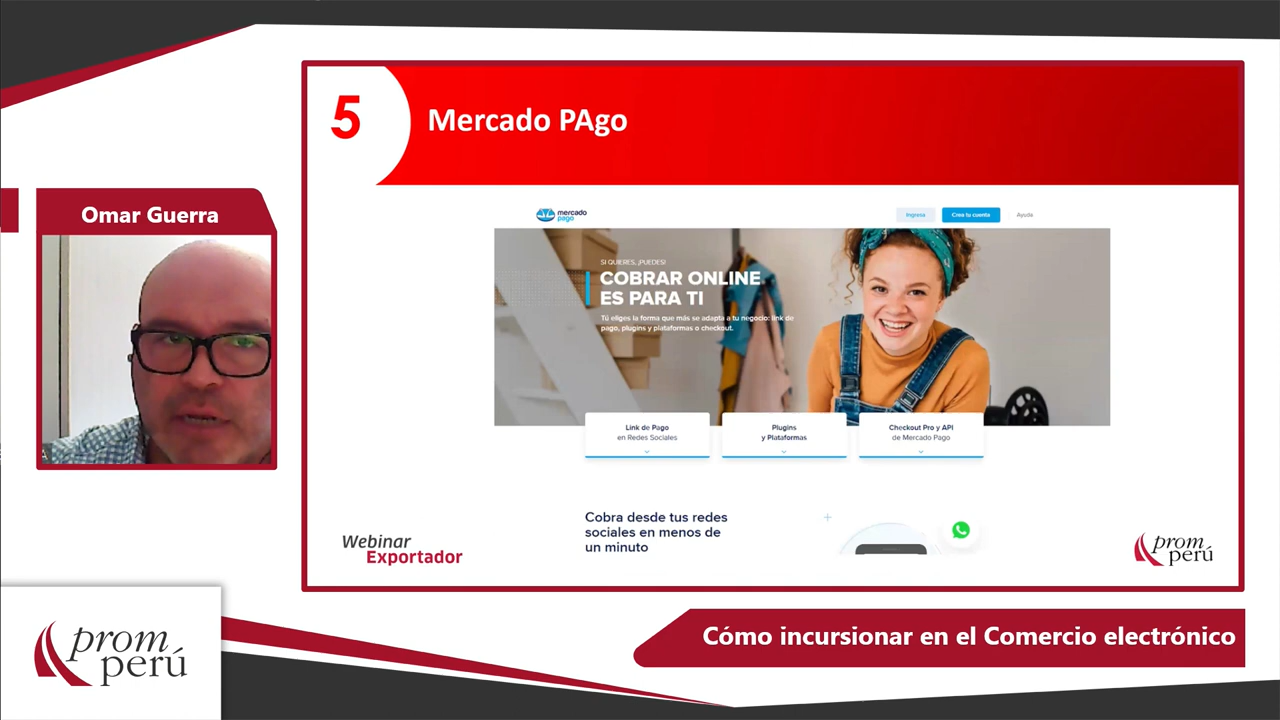 5
Mercado PAgo
Omar Guerra
mercado
pago
Ingresa
Crea tu cuenta
Ayuda
SI QUIERES, ¡PUEDES!
COBRAR ONLINE
ES PARA TI
Tú eliges la forma que más se adapta a tu negocio: link de
pago, plugins y plataformas o checkout.
Link de Pago
en Redes Sociales
Plugins
y Plataformas
Checkout Pro y API
de Mercado Pago
Cobra desde tus redes
sociales en menos de
un minuto
Webinar
Exportador
prom
perú
Cómo incursionar en el Comercio electrónico
prom
perú